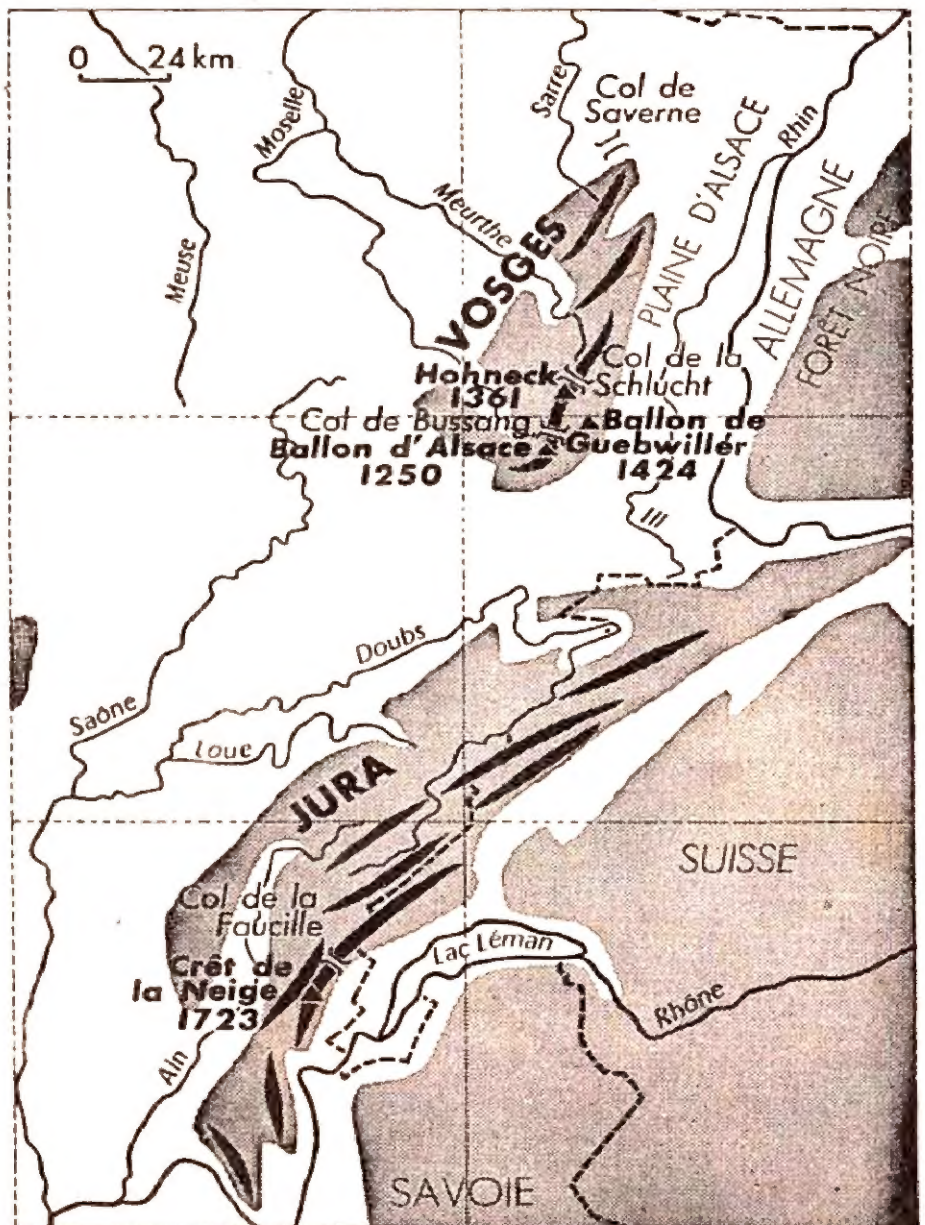 0 24 km
Sarre
Col de
Saverne
Moselle
Meurthe
Meuse
VOSGES
PLAINE D'ALSACE
Rhin
ALLEMAGNE
FORÊT NOIRE
Hohneck
1361
Col de la
Schlucht
Col de Bussang
Ballon d'Alsace
1250
Ballon de
Guebwiller
1424
Doubs
Saône
Loue
JURA
SUISSE
Col de la
Faucille
Crêt de
la Neige
1723
Lac Léman
Rhône
Ain
SAVOIE